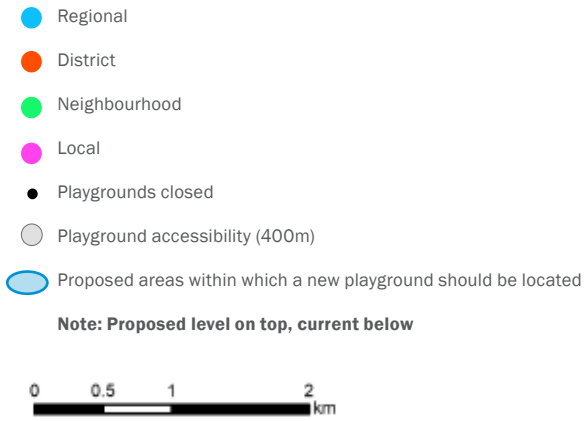 Regional
District
Neighbourhood
Local
Playgrounds closed
Playground accessibility (400m)
Proposed areas within which a new playground should be located
Note: Proposed level on top, current below
0 0.5 1 2
km